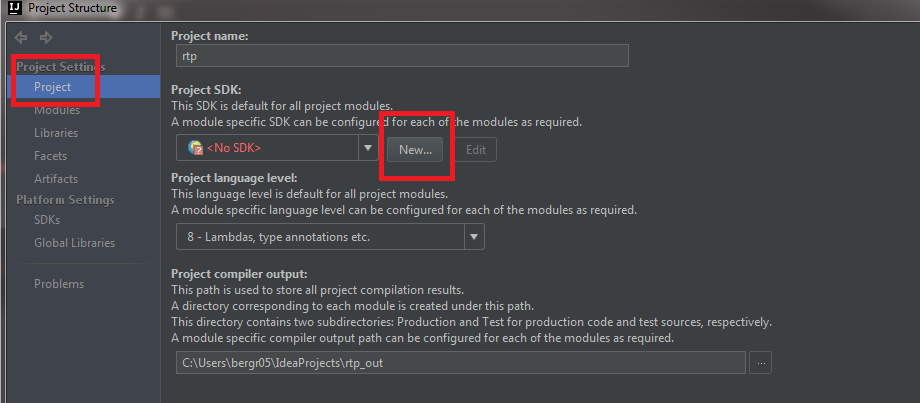 IJ Project Structure
Project Settings
Project
Modules
Libraries
Facets
Artifacts
Platform Settings
SDKs
Global Libraries
Problems
Project name:
rtp
Project SDK:
This SDK is default for all project modules.
A module specific SDK can be configured for each of the modules as required.
? <No SDK> New... Edit
Project language level:
This language level is default for all project modules.
A module specific language level can be configured for each of the modules as required.
8 - Lambdas, type annotations etc.
Project compiler output:
This path is used to store all project compilation results.
A directory corresponding to each module is created under this path.
This directory contains two subdirectories: Production and Test for production code and test sources, respectively.
A module specific compiler output path can be configured for each of the modules as required.
C:\Users\bergr05\IdeaProjects\rtp_out ...